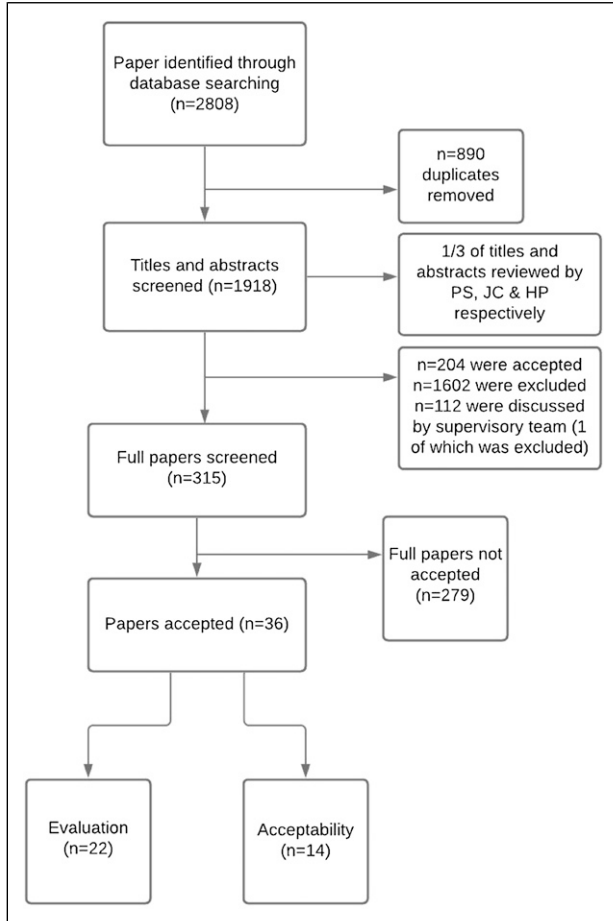 Paper identified through
database searching
(n=2808)
n=890
duplicates
removed
Titles and abstracts
screened (n=1918)
1/3 of titles and
abstracts reviewed by
PS, JC & HP
respectively
n=204 were accepted
n=1602 were excluded
n=112 were discussed
by supervisory team (1
of which was excluded)
Full papers screened
(n=315)
Full papers not
accepted
(n=279)
Papers accepted (n=36)
Evaluation
(n=22)
Acceptability
(n=14)